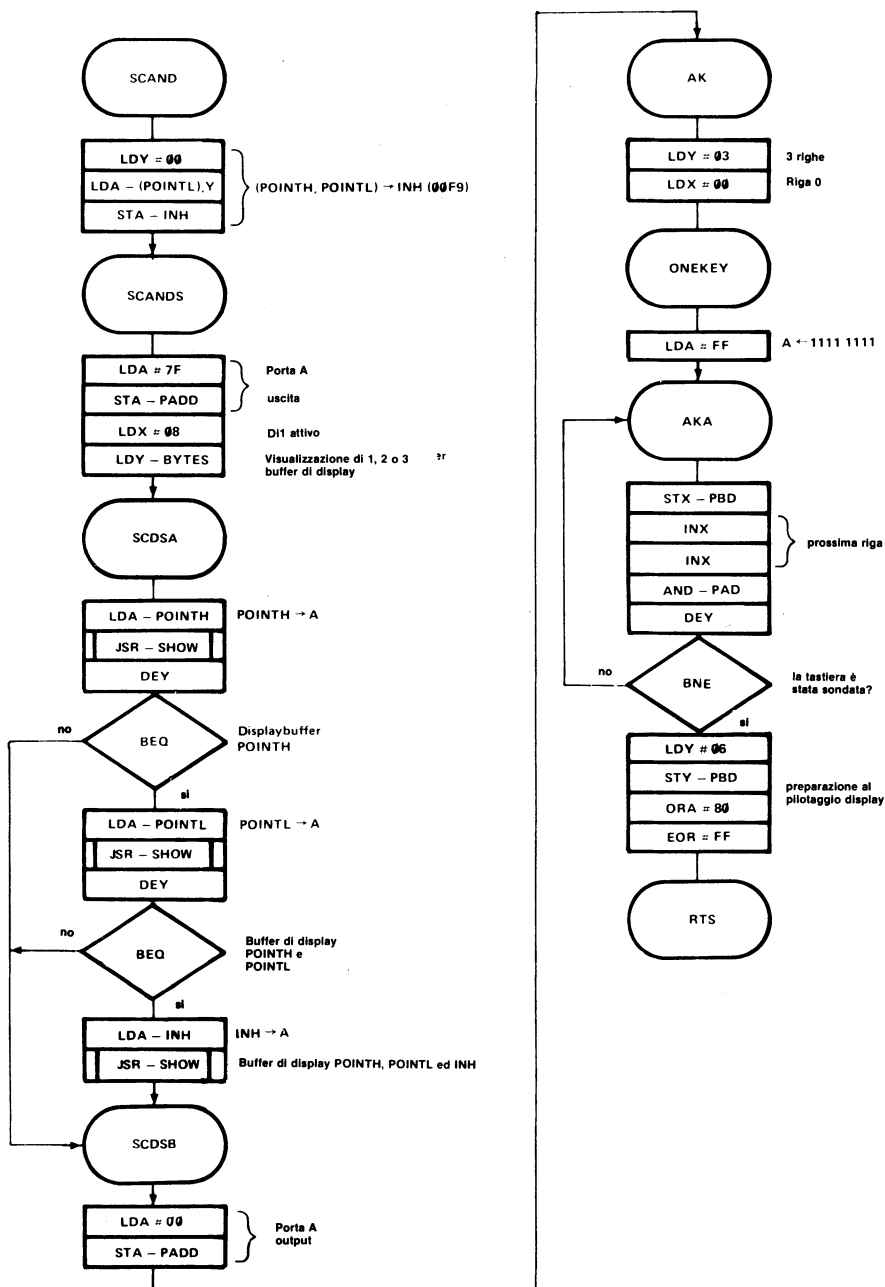 SCAND
LDY # 00
LDA – (POINTL),Y
STA – INH
(POINTH, POINTL) → INH (00F9)
SCANDS
LDA # 7F
Porta A
STA – PADD
uscita
LDX # 08
Di1 attivo
LDY – BYTES
Visualizzazione di 1, 2 o 3
er
buffer di display
SCDSA
LDA – POINTH
POINTH → A
JSR – SHOW
DEY
no
BEQ
Displaybuffer
POINTH
si
LDA – POINTL
POINTL → A
JSR – SHOW
DEY
no
BEQ
Buffer di display
POINTH e
POINTL
si
LDA – INH
INH → A
JSR – SHOW
Buffer di display POINTH, POINTL ed INH
SCDSB
LDA # 00
STA – PADD
Porta A
output
AK
LDY # 03
3 righe
LDX # 00
Riga 0
ONEKEY
LDA = FF
A ← 1111 1111
AKA
STX – PBD
INX
INX
prossima riga
AND – PAD
DEY
no
BNE
la tastiera è
stata sondata?
si
LDY # 06
STY – PBD
ORA = 80
EOR = FF
preparazione al
pilotaggio display
RTS